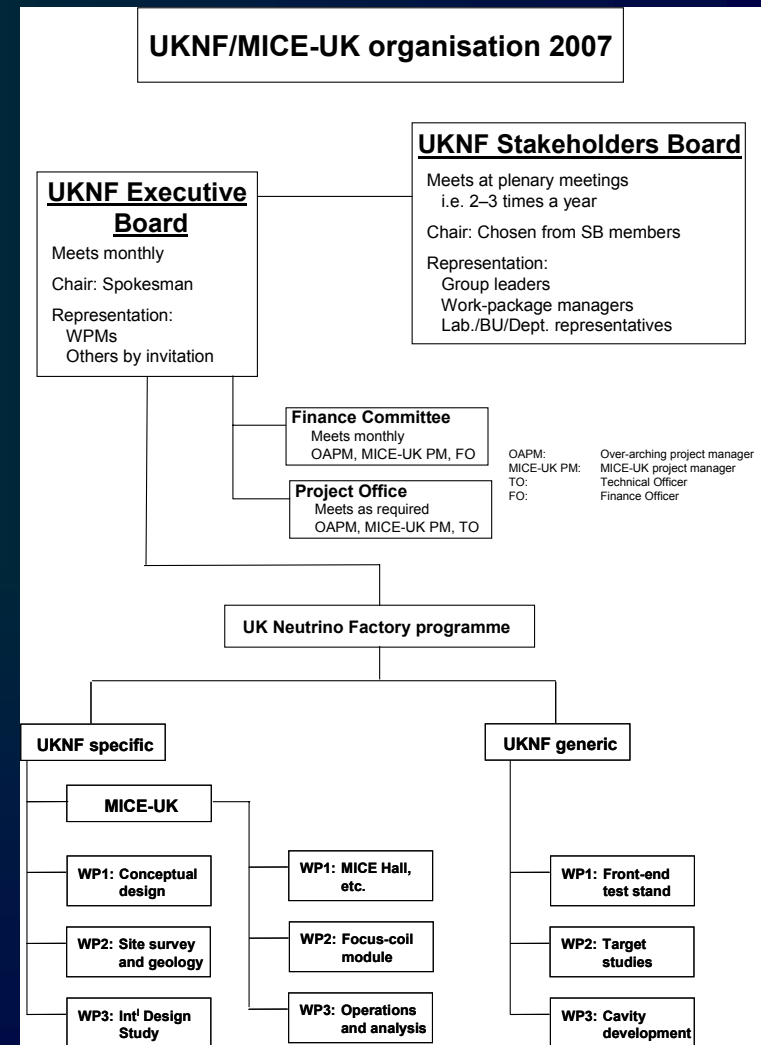 UKNF/MICE-UK organisation 2007
UKNF Stakeholders Board
Meets at plenary meetings
i.e. 2–3 times a year
Chair: Chosen from SB members
Representation:
Group leaders
Work-package managers
Lab./BU/Dept. representatives
UKNF Executive
Board
Meets monthly
Chair: Spokesman
Representation:
WPMs
Others by invitation
Finance Committee
Meets monthly
OAPM, MICE-UK PM, FO
Project Office
Meets as required
OAPM, MICE-UK PM, TO
OAPM: Over-arching project manager
MICE-UK PM: MICE-UK project manager
TO: Technical Officer
FO: Finance Officer
UK Neutrino Factory programme
UKNF specific
MICE-UK
WP1: Conceptual
design
WP2: Site survey
and geology
WP3: Intˡ Design
Study
WP1: MICE Hall,
etc.
WP2: Focus-coil
module
WP3: Operations
and analysis
UKNF generic
WP1: Front-end
test stand
WP2: Target
studies
WP3: Cavity
development